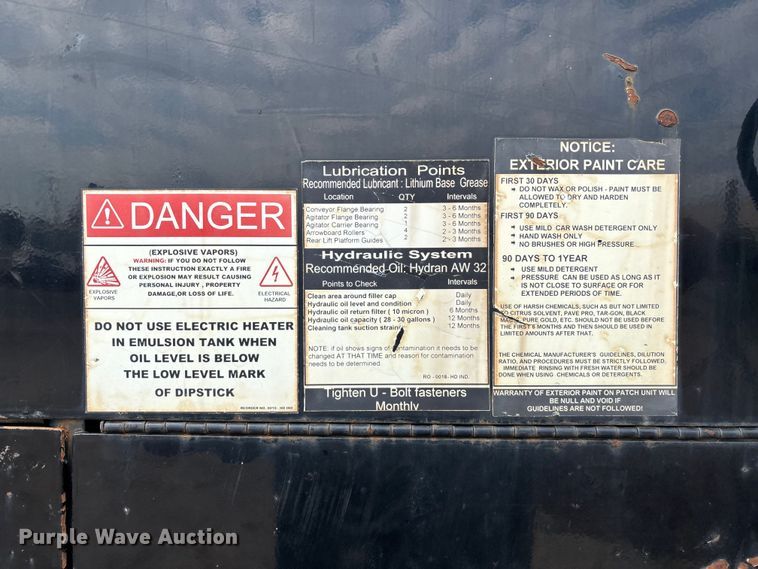 DANGER
(EXPLOSIVE VAPORS)
WARNING: IF YOU DO NOT FOLLOW
THESE INSTRUCTION EXACTLY A FIRE
OR EXPLOSION MAY RESULT CAUSING
PERSONAL INJURY , PROPERTY
DAMAGE,OR LOSS OF LIFE.
EXPLOSIVE
VAPORS
ELECTRICAL
HAZARD
DO NOT USE ELECTRIC HEATER
IN EMULSION TANK WHEN
OIL LEVEL IS BELOW
THE LOW LEVEL MARK
OF DIPSTICK
Lubrication Points
Recommended Lubricant : Lithium Base Grease
Location QTY Intervals
Conveyor Flange Bearing 2 3 - 6 Months
Agitator Flange Bearing 2 3 - 6 Months
Agitator Carrier Bearing 2 3 - 6 Months
Arrowboard Rollers 4 2 - 3 Months
Rear Lift Platform Guides 2 2 - 3 Months
Hydraulic System
Recommended Oil: Hydran AW 32
Points to Check Intervals
Clean area around filler cap Daily
Hydraulic oil level and condition Daily
Hydraulic oil return filter ( 10 micron ) 6 Months
Hydraulic oil capacity ( 28 - 30 gallons ) 12 Months
Cleaning tank suction strainer 12 Months
NOTE: if oil shows signs of contamination it needs to be
changed AT THAT TIME and reason for contamination
needs to be determined.
RO - 0018- HD IND.
Tighten U - Bolt fasteners
Monthly
NOTICE:
EXTERIOR PAINT CARE
FIRST 30 DAYS
DO NOT WAX OR POLISH - PAINT MUST BE
ALLOWED TO DRY AND HARDEN
COMPLETELY.
FIRST 90 DAYS
USE MILD CAR WASH DETERGENT ONLY
HAND WASH ONLY
NO BRUSHES OR HIGH PRESSURE
90 DAYS TO 1YEAR
USE MILD DETERGENT
PRESSURE CAN BE USED AS LONG AS IT
IS NOT CLOSE TO SURFACE OR FOR
EXTENDED PERIODS OF TIME.
USE OF HARSH CHEMICALS, SUCH AS BUT NOT LIMITED
TO CITRUS SOLVENT, PAVE PRO, TAR-GON, BLACK
MAGIC, PURE GOLD, ETC. SHOULD NOT BE USED BEFORE
THE FIRST 6 MONTHS AND THEN SHOULD BE USED IN
LIMITED AMOUNTS AFTER THAT.
THE CHEMICAL MANUFACTURER'S GUIDELINES, DILUTION
RATIO, AND PROCEDURES MUST BE STRICTLY FOLLOWED.
IMMEDIATE RINSING WITH FRESH WATER SHOULD BE
DONE WHEN USING CHEMICALS OR DETERGENTS.
WARRANTY OF EXTERIOR PAINT ON PATCH UNIT WILL
BE NULL AND VOID IF
GUIDELINES ARE NOT FOLLOWED!
Purple Wave Auction